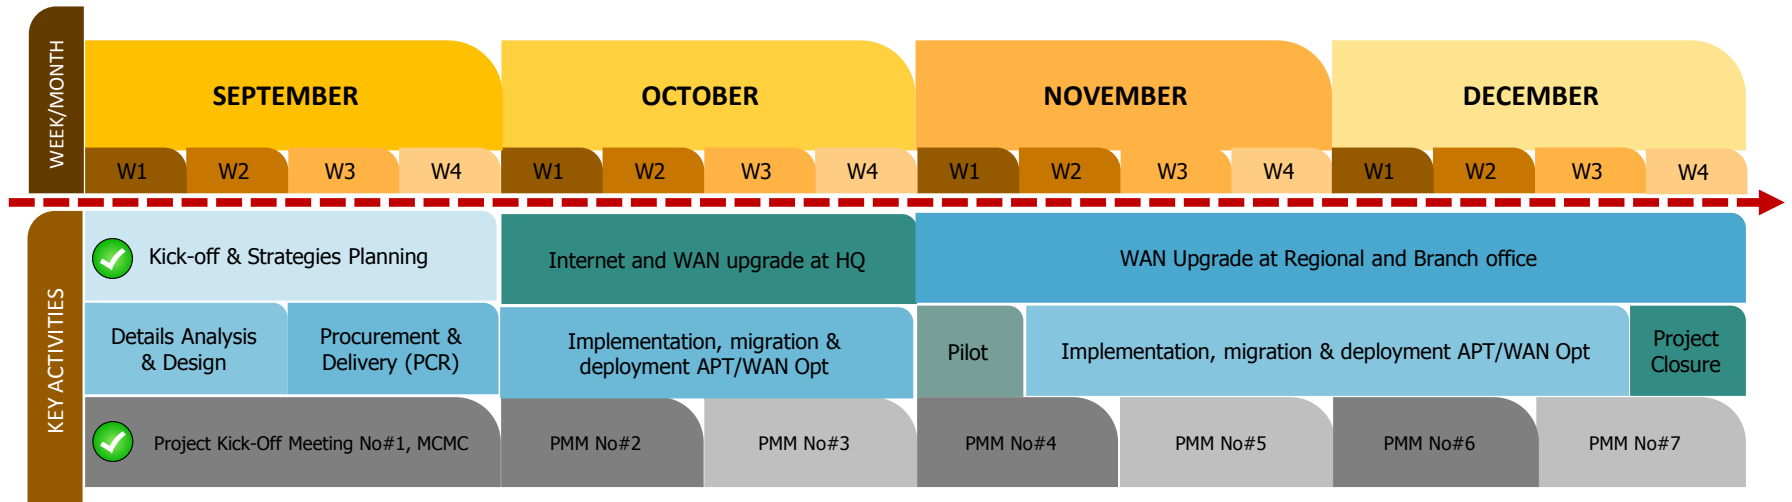 WEEK/MONTH
SEPTEMBER
OCTOBER
NOVEMBER
DECEMBER
W1
W2
W3
W4
W1
W2
W3
W4
W1
W2
W3
W4
W1
W2
W3
W4
KEY ACTIVITIES
Kick-off & Strategies Planning
Internet and WAN upgrade at HQ
WAN Upgrade at Regional and Branch office
Details Analysis
& Design
Procurement &
Delivery (PCR)
Implementation, migration &
deployment APT/WAN Opt
Pilot
Implementation, migration & deployment APT/WAN Opt
Project
Closure
Project Kick-Off Meeting No#1, MCMC
PMM No#2
PMM No#3
PMM No#4
PMM No#5
PMM No#6
PMM No#7